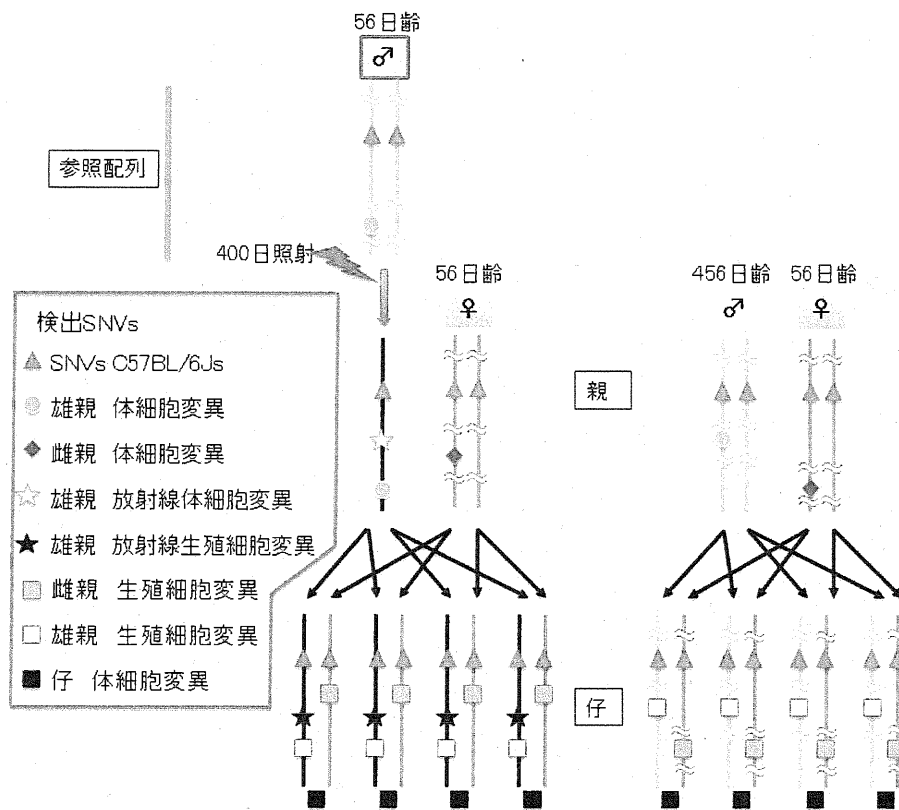 56日齢
♂
参照配列
400日照射
56日齢
♀
456日齢
♂
56日齢
♀
検出SNVs
SNVs C57BL/6Js
雄親 体細胞変異
雌親 体細胞変異
雄親 放射線体細胞変異
雄親 放射線生殖細胞変異
雌親 生殖細胞変異
雄親 生殖細胞変異
仔 体細胞変異
親
仔